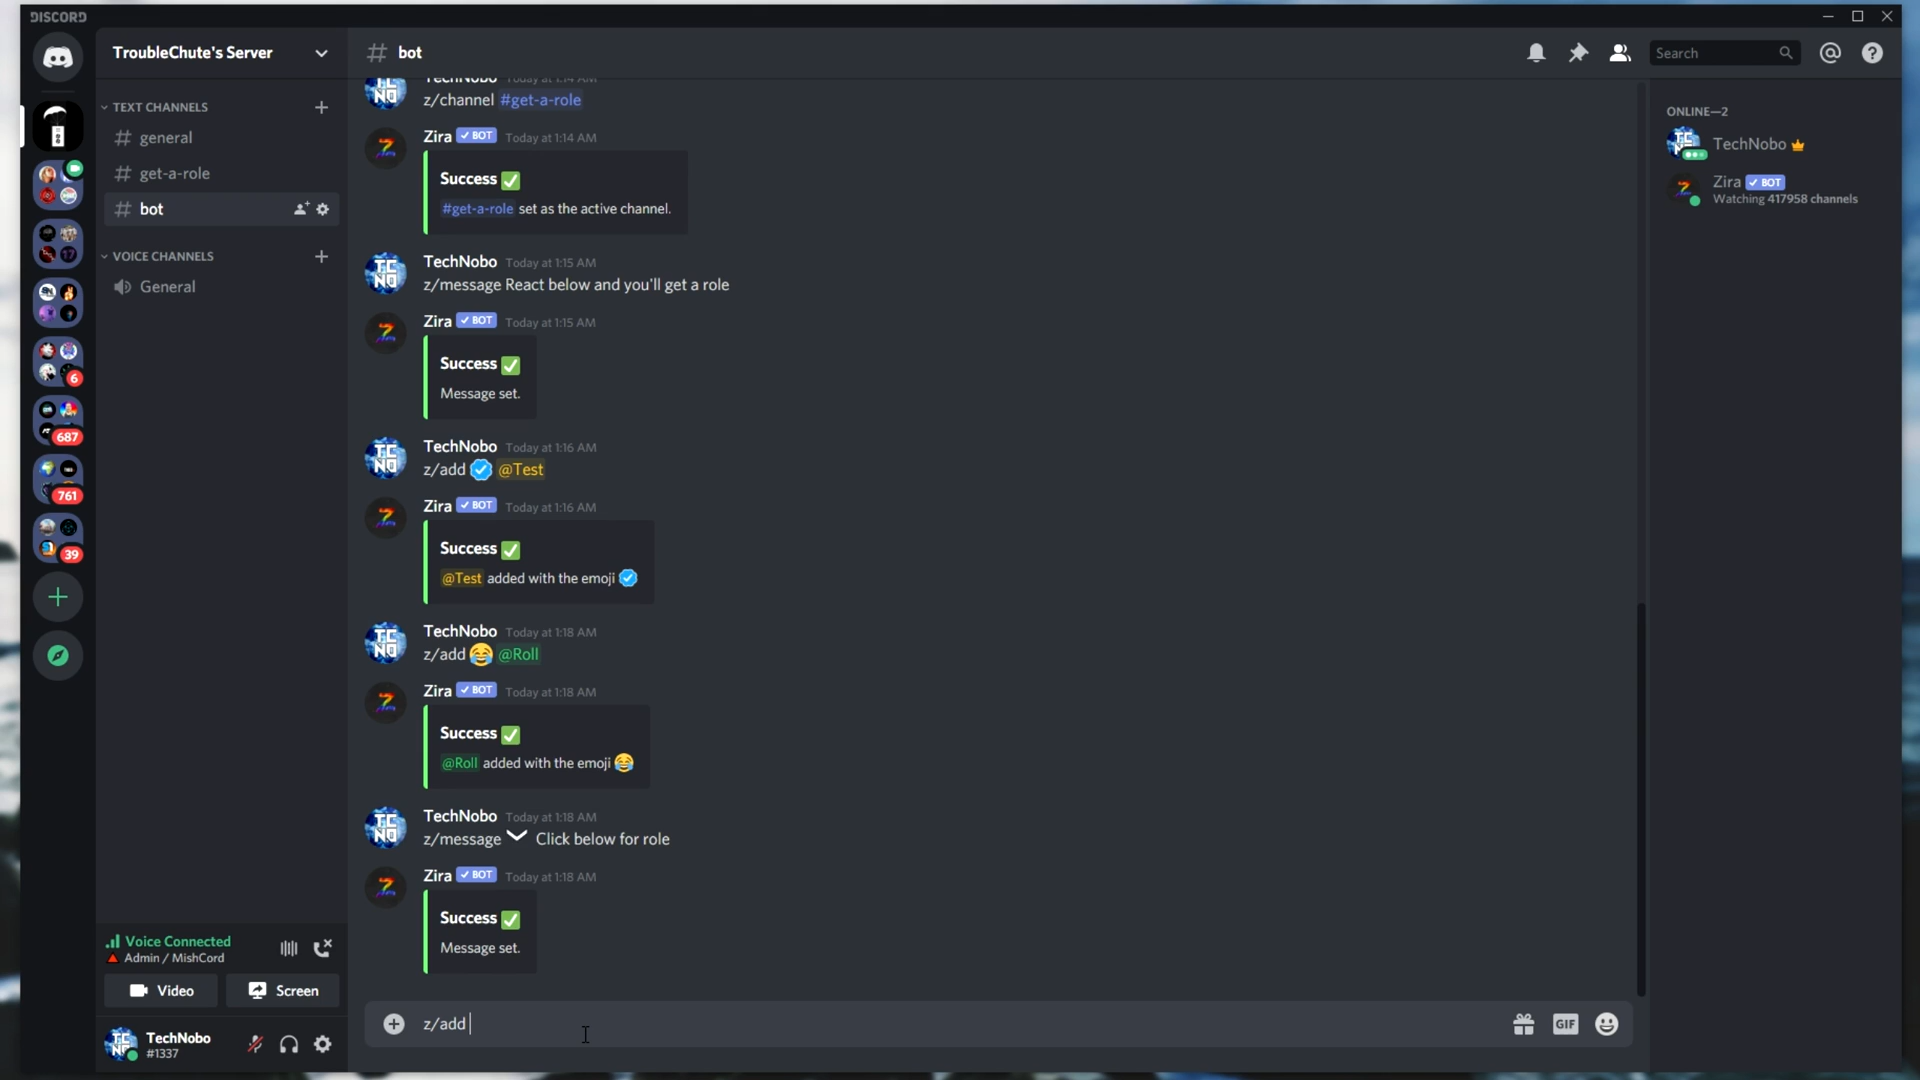 DISCORD
TroubleChute's Server
TEXT CHANNELS
# general
# get-a-role
# bot
VOICE CHANNELS
General
6
687
761
17
39
Voice Connected
Admin / MishCord
Video
Screen
TechNobo
#1337
# bot
Search
TechNobo Today at 1:14 AM
z/channel #get-a-role
Zira ✓ BOT Today at 1:14 AM
Success ✅
#get-a-role set as the active channel.
TechNobo Today at 1:15 AM
z/message React below and you'll get a role
Zira ✓ BOT Today at 1:15 AM
Success ✅
Message set.
TechNobo Today at 1:16 AM
z/add @Test
Zira ✓ BOT Today at 1:16 AM
Success ✅
@Test added with the emoji
TechNobo Today at 1:18 AM
z/add 😂 @Roll
Zira ✓ BOT Today at 1:18 AM
Success ✅
@Roll added with the emoji 😂
TechNobo Today at 1:18 AM
z/message Click below for role
Zira ✓ BOT Today at 1:18 AM
Success ✅
Message set.
z/add
GIF
ONLINE—2
TechNobo
Zira ✓ BOT
Watching 417958 channels